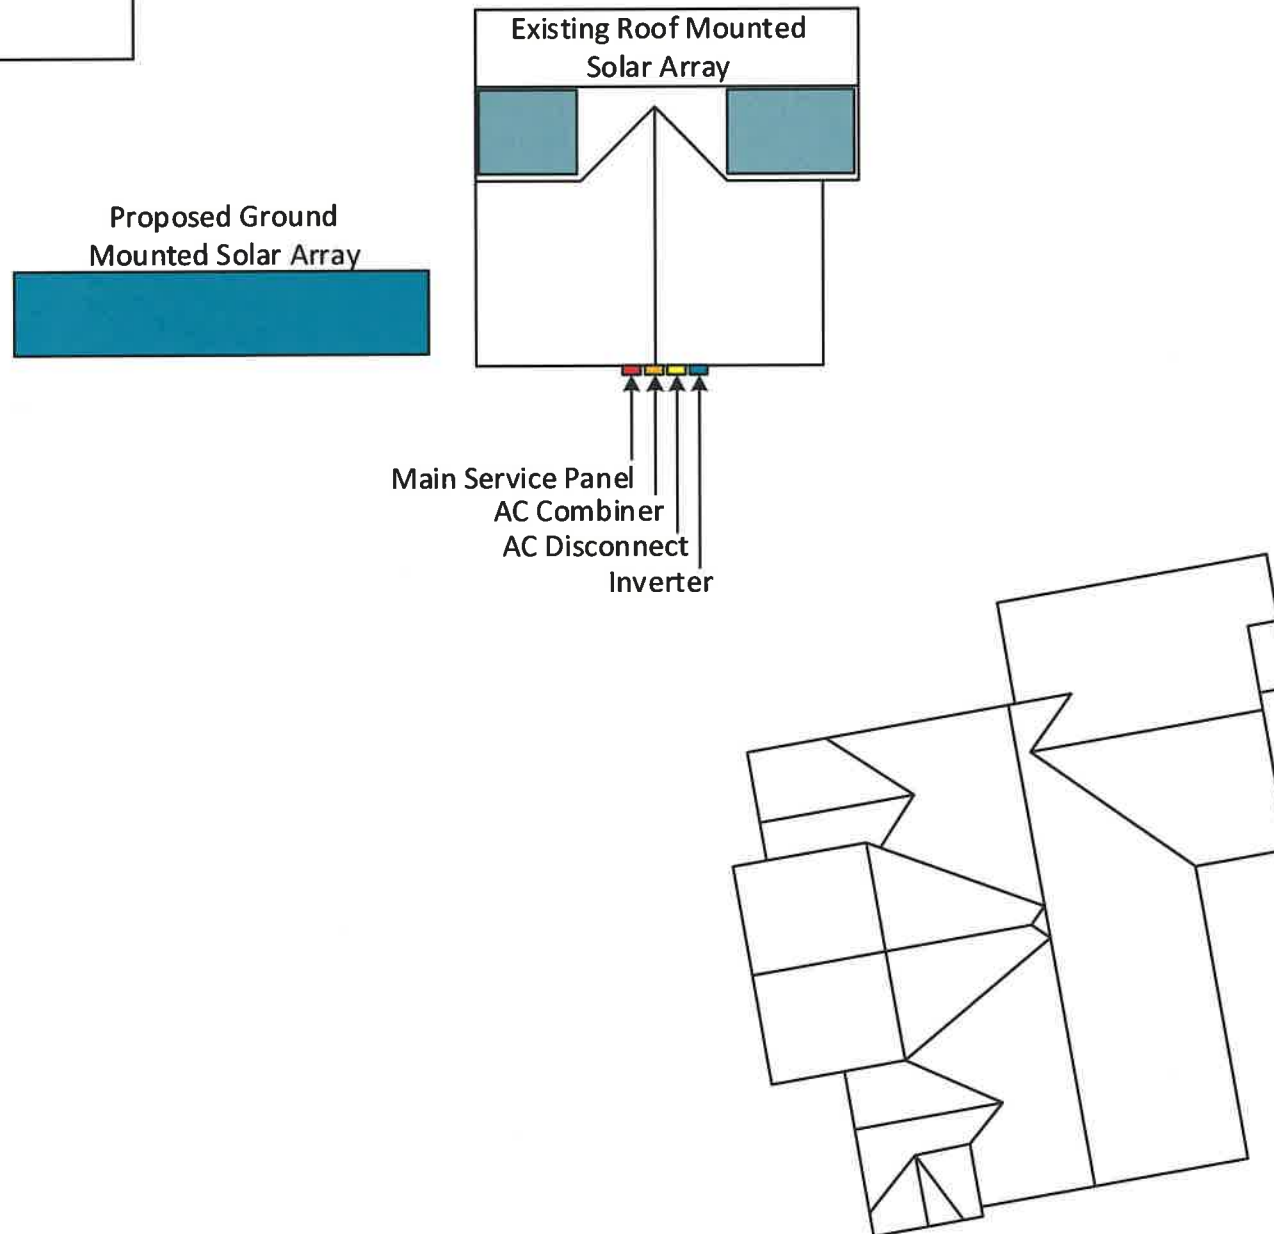 Existing Roof Mounted
Solar Array
Proposed Ground
Mounted Solar Array
Main Service Panel
AC Combiner
AC Disconnect
Inverter